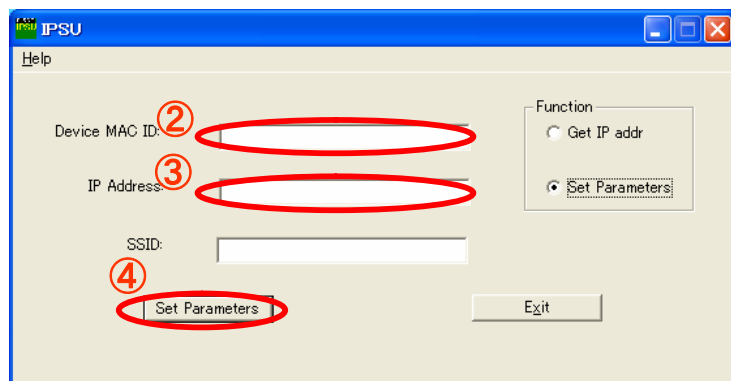 IPSU
Help
Function
② Device MAC ID:
Get IP addr
③ IP Address:
Set Parameters
SSID:
④
Set Parameters
Exit